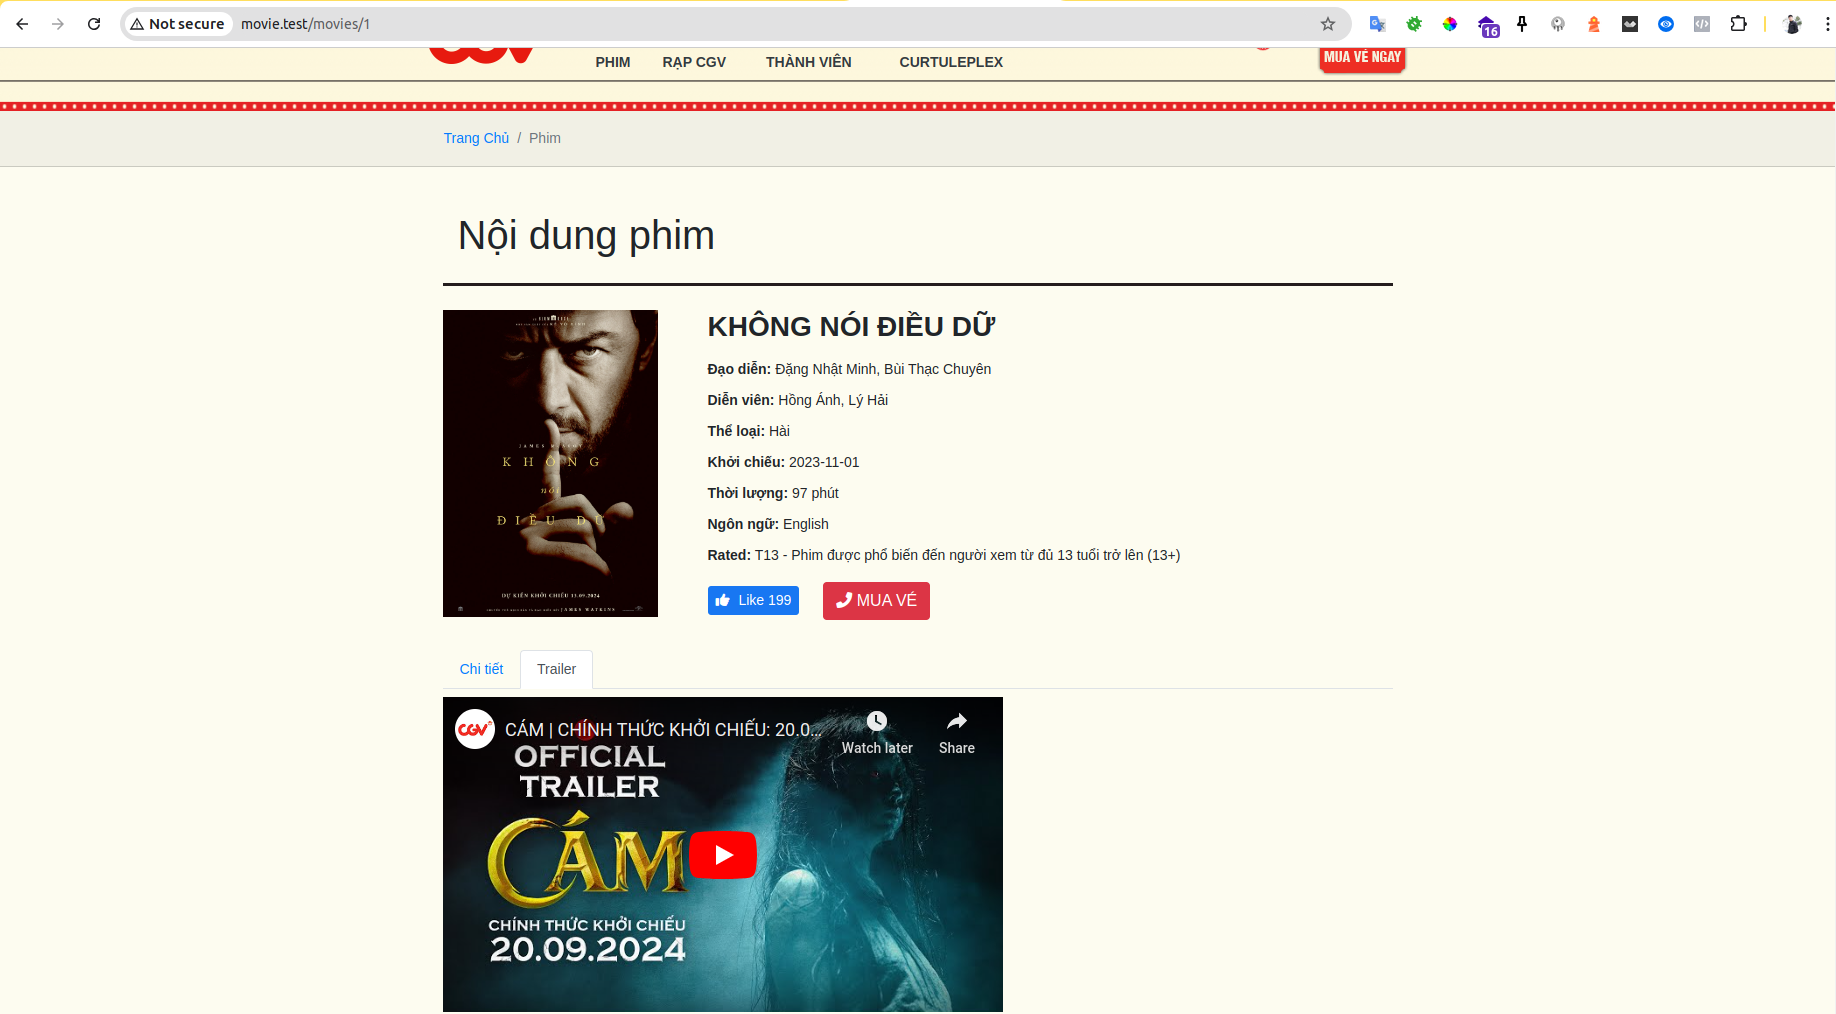 Not secure movie.test/movies/1
16
CGV
PHIM RẠP CGV THÀNH VIÊN CURTULEPLEX
MUA VÉ NGAY
Trang Chủ / Phim
Nội dung phim
KHÔNG NÓI ĐIỀU DỮ
Đạo diễn: Đặng Nhật Minh, Bùi Thạc Chuyên
Diễn viên: Hồng Ánh, Lý Hải
Thể loại: Hài
Khởi chiếu: 2023-11-01
Thời lượng: 97 phút
Ngôn ngữ: English
Rated: T13 - Phim được phổ biến đến người xem từ đủ 13 tuổi trở lên (13+)
Like 199
MUA VÉ
KHÔNG
nói
ĐIỀU DỮ
DỰ KIẾN KHỞI CHIẾU 13.09.2024
JAMES WATKINS
Chi tiết Trailer
CGV
CÁM | CHÍNH THỨC KHỞI CHIẾU: 20.0...
Watch later
Share
OFFICIAL
TRAILER
CÁM
CHÍNH THỨC KHỞI CHIẾU
20.09.2024